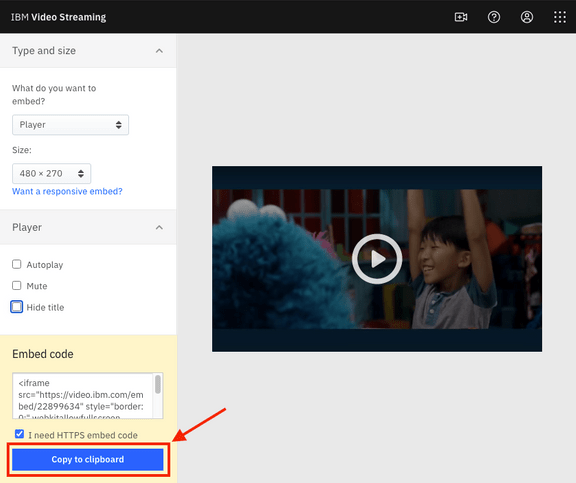 IBM Video Streaming
Type and size
What do you want to
embed?
Player
Size:
480 × 270
Want a responsive embed?
Player
Autoplay
Mute
Hide title
Embed code
<iframe
src="https://video.ibm.com/em
bed/22899634" style="border:
0;" webkitallowfullscreen
I need HTTPS embed code
Copy to clipboard